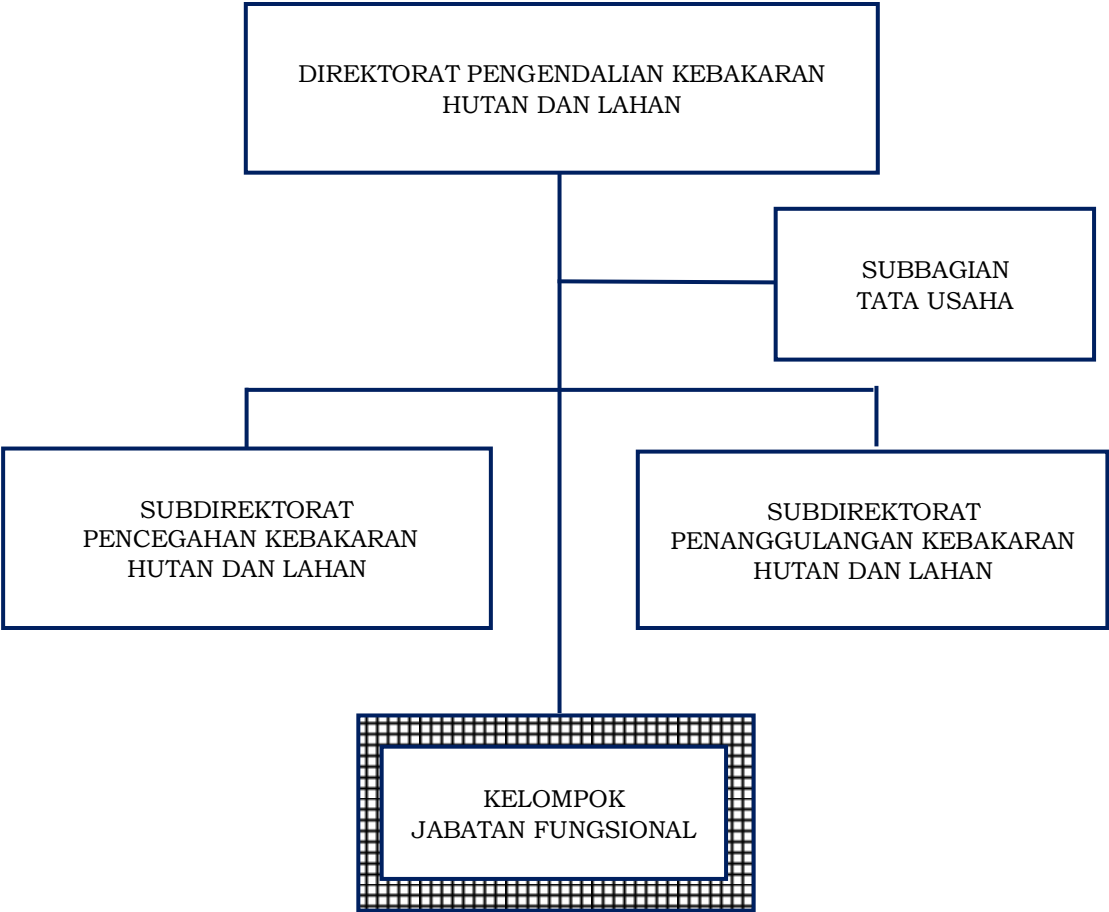 DIREKTORAT PENGENDALIAN KEBAKARAN
HUTAN DAN LAHAN
SUBBAGIAN
TATA USAHA
SUBDIREKTORAT
PENCEGAHAN KEBAKARAN
HUTAN DAN LAHAN
SUBDIREKTORAT
PENANGGULANGAN KEBAKARAN
HUTAN DAN LAHAN
KELOMPOK
JABATAN FUNGSIONAL